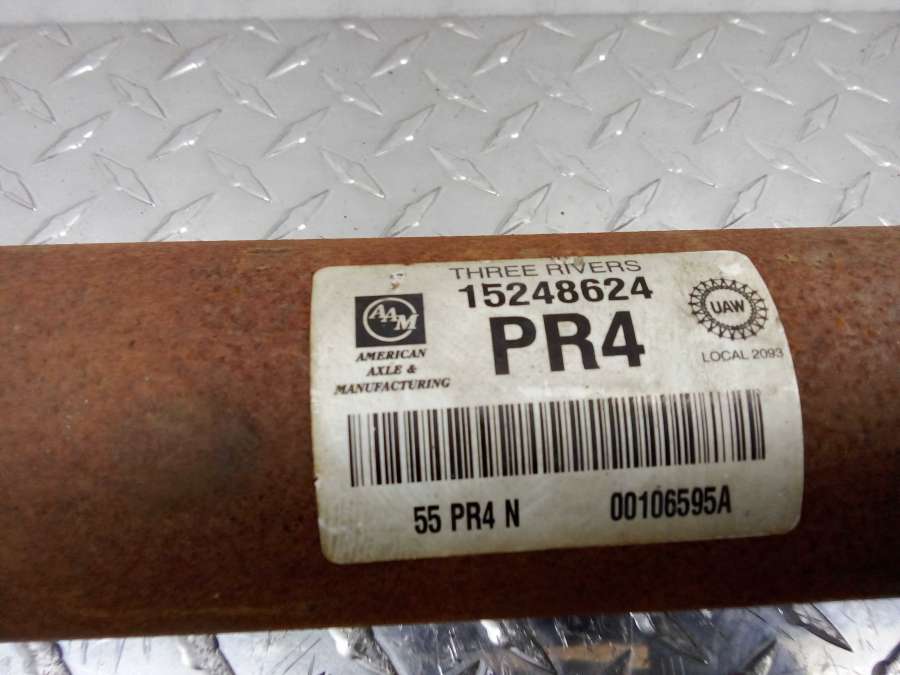 THREE RIVERS
15248624
PR4
AAM
AMERICAN
AXLE &
MANUFACTURING
UAW
LOCAL 2093
55 PR4 N 00106595A